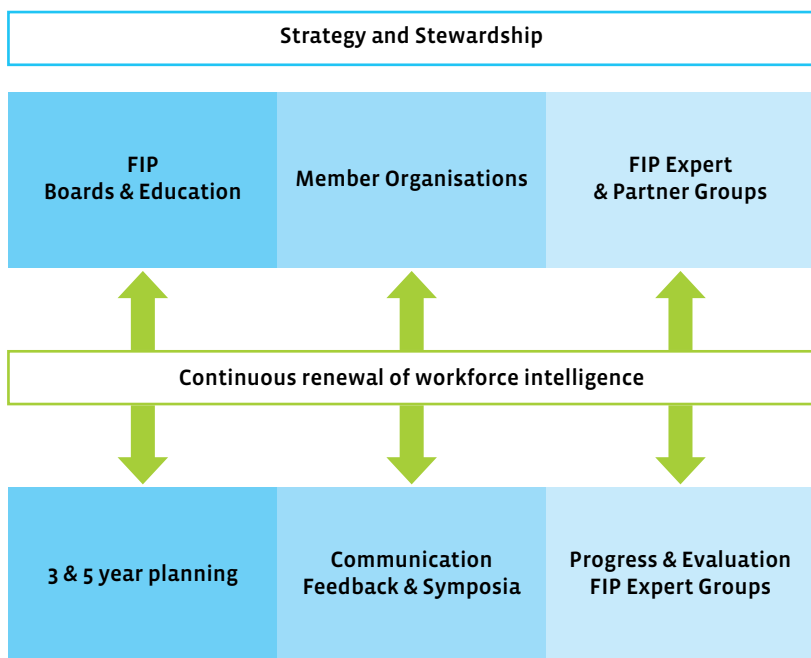 Strategy and Stewardship
FIP
Boards & Education
Member Organisations
FIP Expert
& Partner Groups
Continuous renewal of workforce intelligence
3 & 5 year planning
Communication
Feedback & Symposia
Progress & Evaluation
FIP Expert Groups